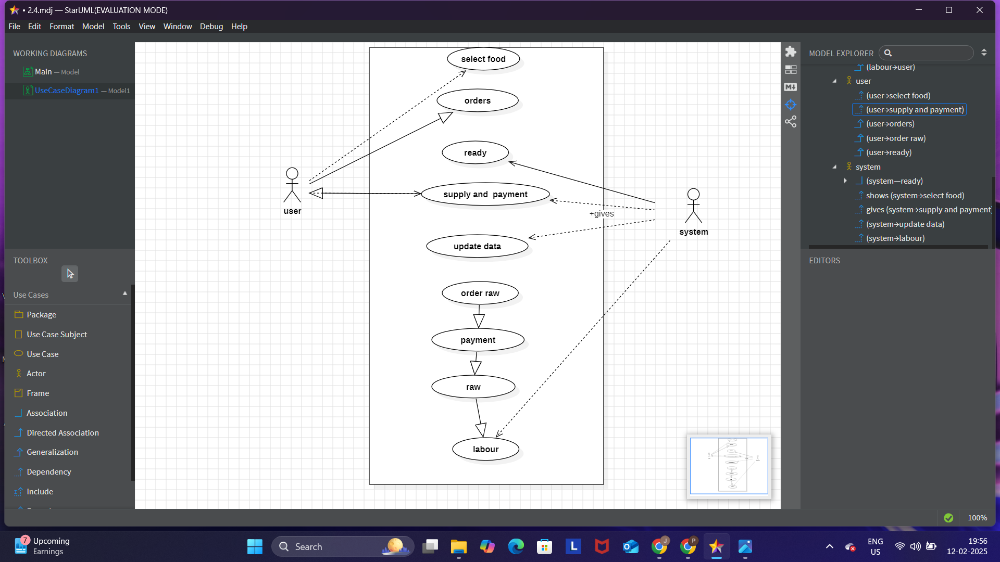 • 2.4.mdj — StarUML(EVALUATION MODE)
File Edit Format Model Tools View Window Debug Help
WORKING DIAGRAMS
Main — Model
UseCaseDiagram1 — Model1
TOOLBOX
Use Cases
Package
Use Case Subject
Use Case
Actor
Frame
Association
Directed Association
Generalization
Dependency
Include
select food
orders
ready
supply and payment
update data
order raw
payment
raw
labour
user
+gives
system
MODEL EXPLORER
(labour→user)
user
(user→select food)
(user→supply and payment)
(user→orders)
(user→order raw)
(user→ready)
system
(system—ready)
shows (system→select food)
gives (system→supply and payment)
(system→update data)
(system→labour)
EDITORS
100%
7
Upcoming
Earnings
Search
L
J
P
ENG
US
19:56
12-02-2025